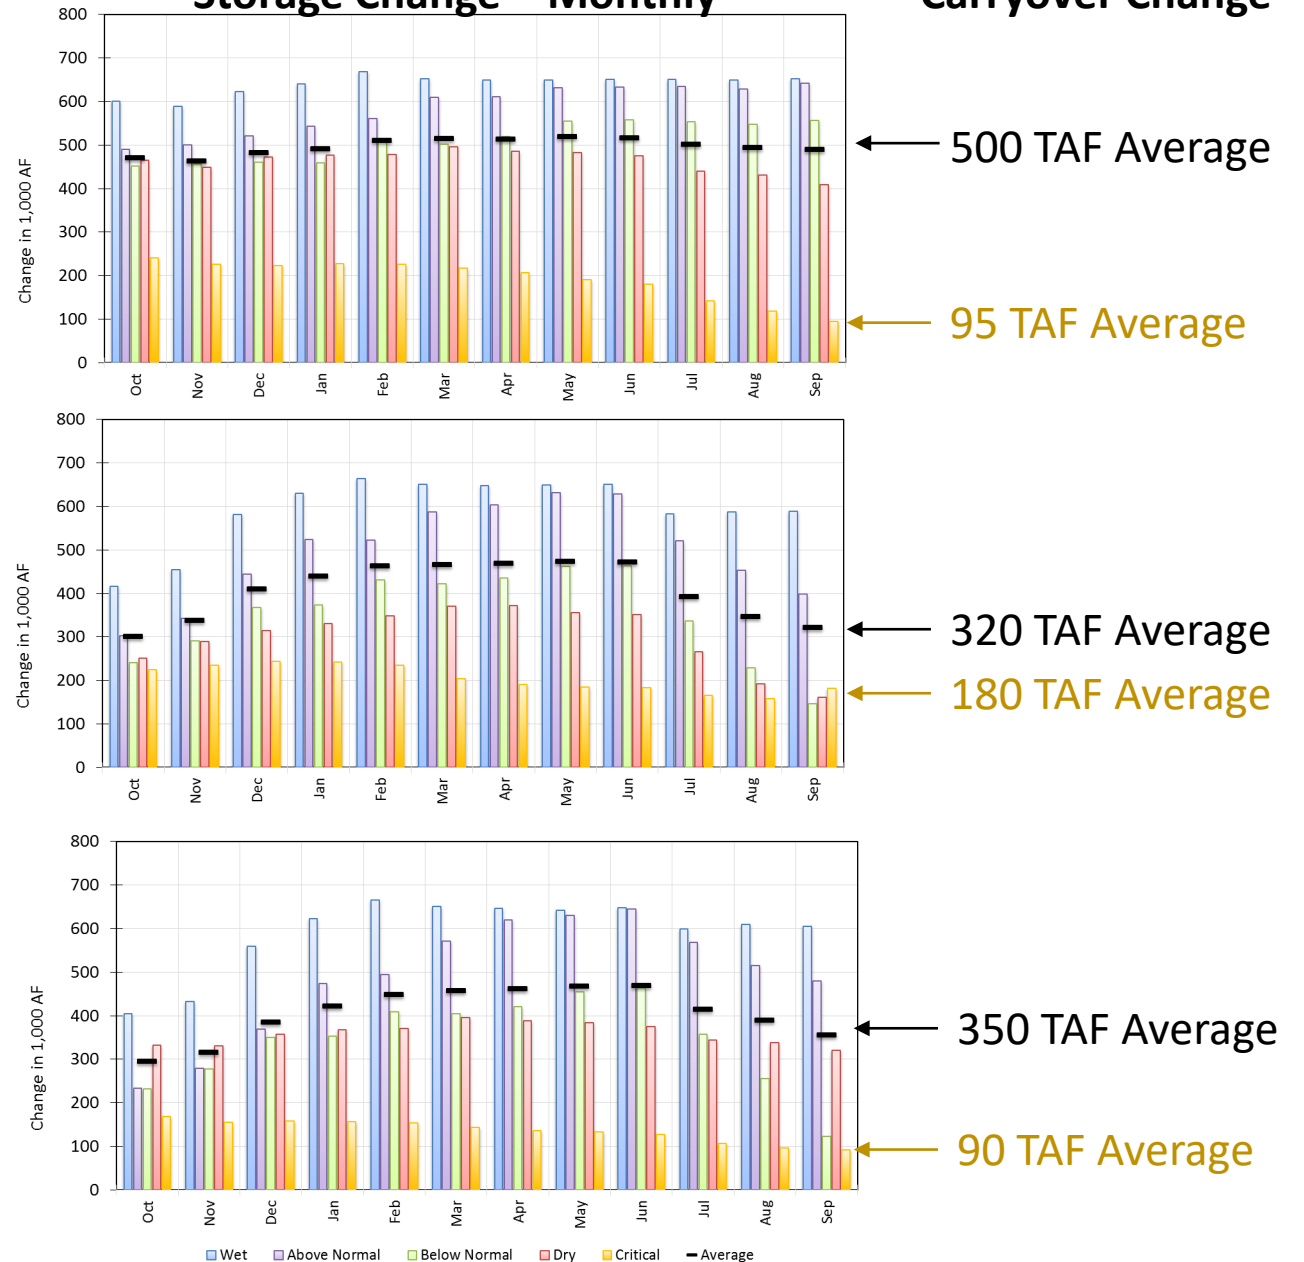 Storage Change – Monthly
Carryover Change
800
700
600
500
400
300
200
100
0
Change in 1,000 AF
Oct
Nov
Dec
Jan
Feb
Mar
Apr
May
Jun
Jul
Aug
Sep
500 TAF Average
95 TAF Average
800
700
600
500
400
300
200
100
0
Change in 1,000 AF
Oct
Nov
Dec
Jan
Feb
Mar
Apr
May
Jun
Jul
Aug
Sep
320 TAF Average
180 TAF Average
800
700
600
500
400
300
200
100
0
Change in 1,000 AF
Oct
Nov
Dec
Jan
Feb
Mar
Apr
May
Jun
Jul
Aug
Sep
350 TAF Average
90 TAF Average
Wet Above Normal Below Normal Dry Critical Average